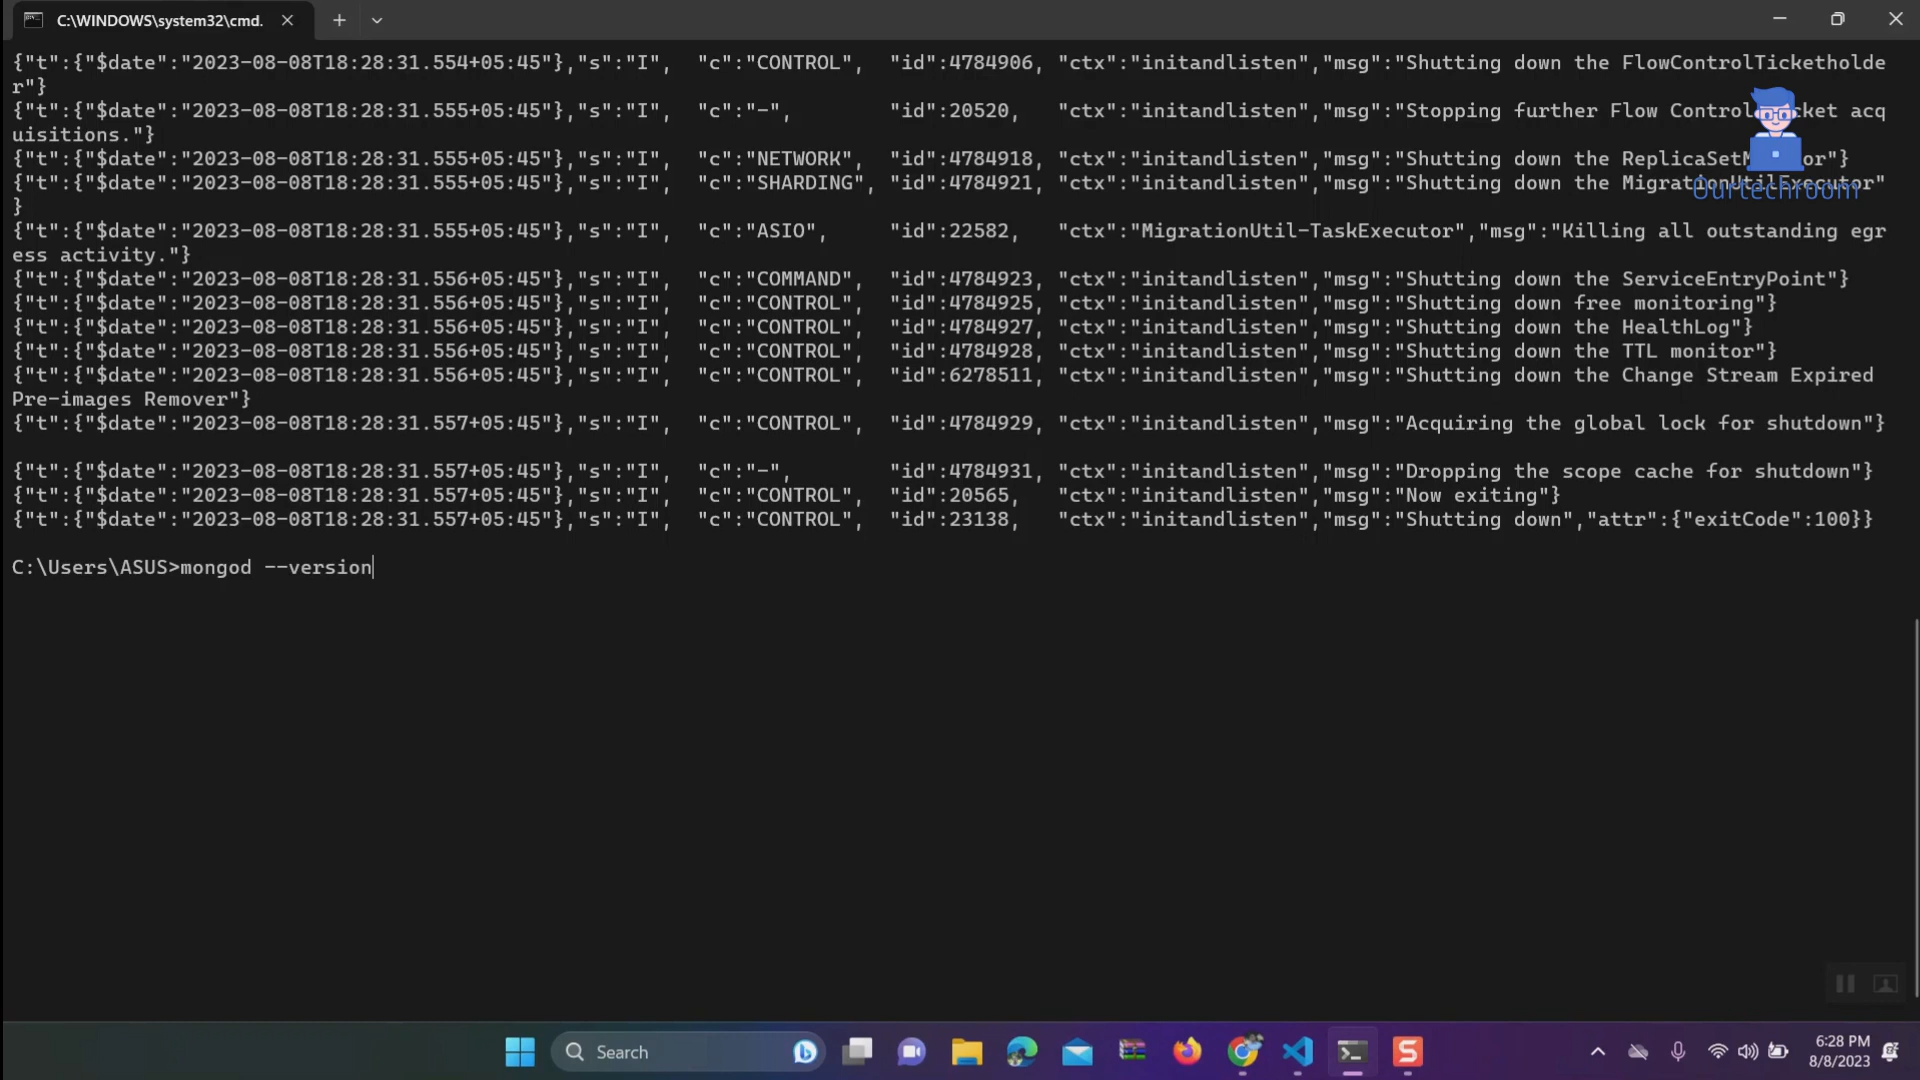 C:\WINDOWS\system32\cmd.
{"t":{"$date":"2023-08-08T18:28:31.554+05:45"},"s":"I",  "c":"CONTROL",  "id":4784906, "ctx":"initandlisten","msg":"Shutting down the FlowControlTicketholde
r"}
{"t":{"$date":"2023-08-08T18:28:31.555+05:45"},"s":"I",  "c":"-",        "id":20520,   "ctx":"initandlisten","msg":"Stopping further Flow Control acq
uisitions."}
{"t":{"$date":"2023-08-08T18:28:31.555+05:45"},"s":"I",  "c":"NETWORK",  "id":4784918, "ctx":"initandlisten","msg":"Shutting down the
{"t":{"$date":"2023-08-08T18:28:31.555+05:45"},"s":"I",  "c":"SHARDING", "id":4784921, "ctx":"initandlisten","msg":"Shutting down the MigrationUtilExecutor"
Ourtechroom
}
{"t":{"$date":"2023-08-08T18:28:31.555+05:45"},"s":"I",  "c":"ASIO",     "id":22582,   "ctx":"MigrationUtil-TaskExecutor","msg":"Killing all outstanding egr
ess activity."}
{"t":{"$date":"2023-08-08T18:28:31.556+05:45"},"s":"I",  "c":"COMMAND",  "id":4784923, "ctx":"initandlisten","msg":"Shutting down the ServiceEntryPoint"}
{"t":{"$date":"2023-08-08T18:28:31.556+05:45"},"s":"I",  "c":"CONTROL",  "id":4784925, "ctx":"initandlisten","msg":"Shutting down free monitoring"}
{"t":{"$date":"2023-08-08T18:28:31.556+05:45"},"s":"I",  "c":"CONTROL",  "id":4784927, "ctx":"initandlisten","msg":"Shutting down the HealthLog"}
{"t":{"$date":"2023-08-08T18:28:31.556+05:45"},"s":"I",  "c":"CONTROL",  "id":4784928, "ctx":"initandlisten","msg":"Shutting down the TTL monitor"}
{"t":{"$date":"2023-08-08T18:28:31.556+05:45"},"s":"I",  "c":"CONTROL",  "id":6278511, "ctx":"initandlisten","msg":"Shutting down the Change Stream Expired
Pre-images Remover"}
{"t":{"$date":"2023-08-08T18:28:31.557+05:45"},"s":"I",  "c":"CONTROL",  "id":4784929, "ctx":"initandlisten","msg":"Acquiring the global lock for shutdown"}
{"t":{"$date":"2023-08-08T18:28:31.557+05:45"},"s":"I",  "c":"-",        "id":4784931, "ctx":"initandlisten","msg":"Dropping the scope cache for shutdown"}
{"t":{"$date":"2023-08-08T18:28:31.557+05:45"},"s":"I",  "c":"CONTROL",  "id":20565,   "ctx":"initandlisten","msg":"Now exiting"}
{"t":{"$date":"2023-08-08T18:28:31.557+05:45"},"s":"I",  "c":"CONTROL",  "id":23138,   "ctx":"initandlisten","msg":"Shutting down","attr":{"exitCode":100}}
C:\Users\ASUS>mongod --version
Search
6:28 PM
8/8/2023